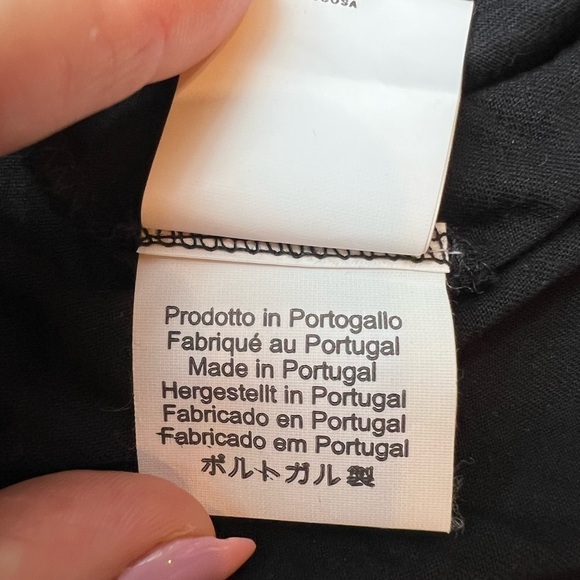 Prodotto in Portogallo
Fabriqué au Portugal
Made in Portugal
Hergestellt in Portugal
Fabricado en Portugal
Fabricado em Portugal
ポルトガル製